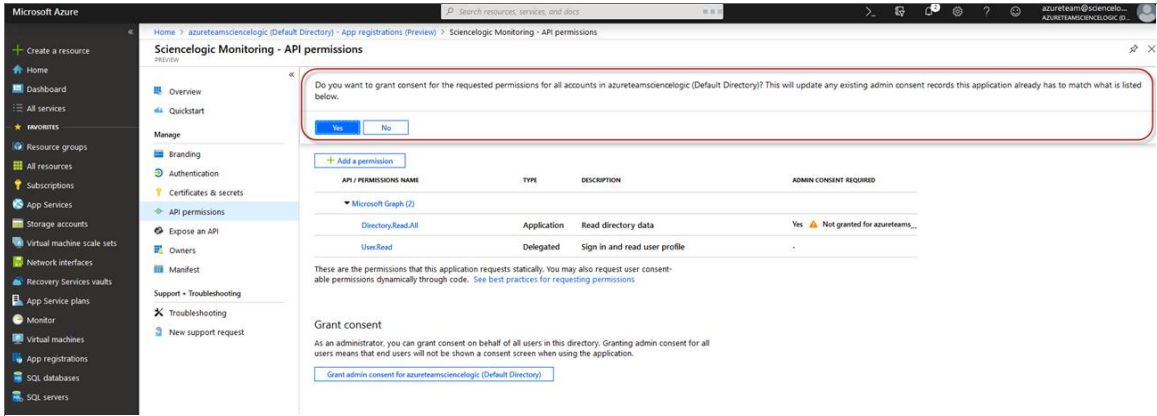 Microsoft Azure
Search resources, services, and docs
2
azureteam@sciencelo...
AZURETEAMSCIENCELOGIC (D...
Home > azureteamsciencelogic (Default Directory) - App registrations (Preview) > Sciencelogic Monitoring - API permissions
Sciencelogic Monitoring - API permissions
PREVIEW
Create a resource
Home
Dashboard
All services
FAVORITES
Resource groups
All resources
Subscriptions
App Services
Storage accounts
Virtual machine scale sets
Network interfaces
Recovery Services vaults
App Service plans
Monitor
Virtual machines
App registrations
SQL databases
SQL servers
Overview
Quickstart
Manage
Branding
Authentication
Certificates & secrets
API permissions
Expose an API
Owners
Manifest
Support + Troubleshooting
Troubleshooting
New support request
Do you want to grant consent for the requested permissions for all accounts in azureteamsciencelogic (Default Directory)? This will update any existing admin consent records this application already has to match what is listed
below.
Yes No
+ Add a permission
API / PERMISSIONS NAME TYPE DESCRIPTION ADMIN CONSENT REQUIRED
Microsoft Graph (2)
Directory.Read.All Application Read directory data Yes Not granted for azureteams...
User.Read Delegated Sign in and read user profile -
These are the permissions that this application requests statically. You may also request user consent-
able permissions dynamically through code. See best practices for requesting permissions
Grant consent
As an administrator, you can grant consent on behalf of all users in this directory. Granting admin consent for all
users means that end users will not be shown a consent screen when using the application.
Grant admin consent for azureteamsciencelogic (Default Directory)